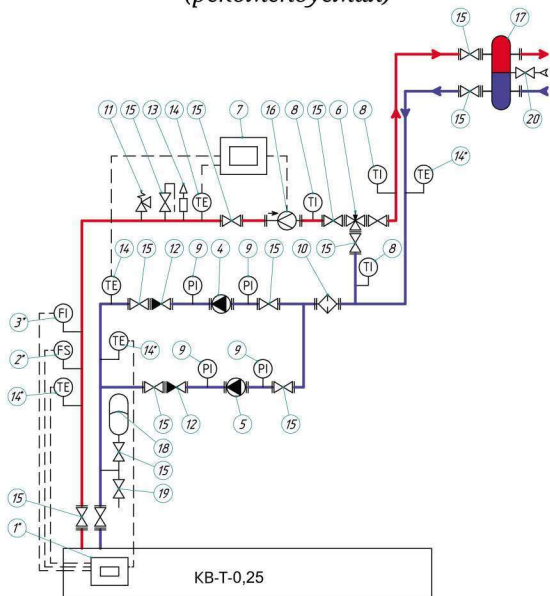 (рекомендуемая)
15 17
11 15 13 14 15 7 16 8 15 6 8
15 20
TI TE 14*
TE TI
15
14 15 12 9 4 9 15 10 TI 8
TE PI PI
3* FI
2* FS TE 14* 9 9
14* TE PI PI
15 12 5 15
18
15
15 19
1*
КВ-Т-0,25